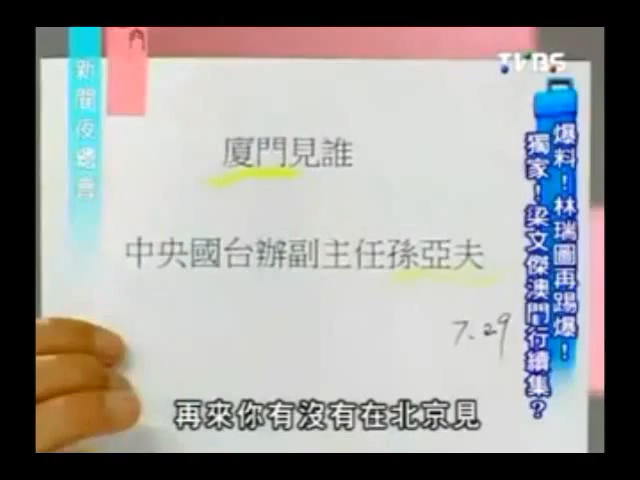 TVBS
新聞夜總會
廈門見誰
中央國台辦副主任孫亞夫
7.29
爆料！林瑞圖再踢爆！
獨家！梁文傑澳門行續集？
再來你有沒有在北京見